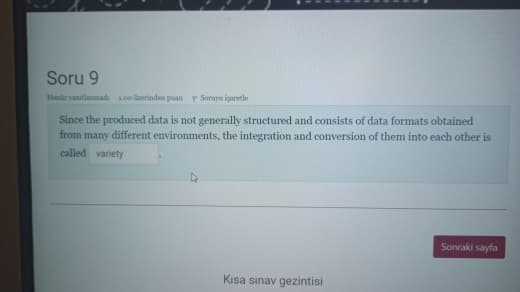 Soru 9
Henüz yanıtlanmadı 1,00 üzerinden puan Soruyu işaretle
Since the produced data is not generally structured and consists of data formats obtained
from many different environments, the integration and conversion of them into each other is
called variety .
Sonraki sayfa
Kısa sınav gezintisi